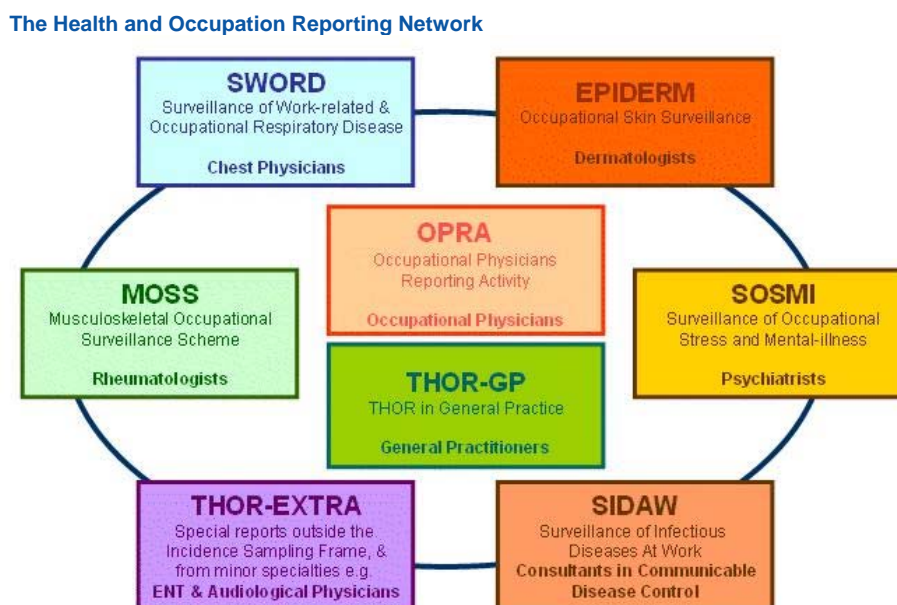 The Health and Occupation Reporting Network
SWORD
Surveillance of Work-related &
Occupational Respiratory Disease
Chest Physicians
EPIDERM
Occupational Skin Surveillance
Dermatologists
OPRA
Occupational Physicians
Reporting Activity
Occupational Physicians
MOSS
Musculoskeletal Occupational
Surveillance Scheme
Rheumatologists
SOSMI
Surveillance of Occupational
Stress and Mental-illness
Psychiatrists
THOR-GP
THOR in General Practice
General Practitioners
THOR-EXTRA
Special reports outside the
Incidence Sampling Frame, &
from minor specialties e.g.
ENT & Audiological Physicians
SIDAW
Surveillance of Infectious
Diseases At Work
Consultants in Communicable
Disease Control